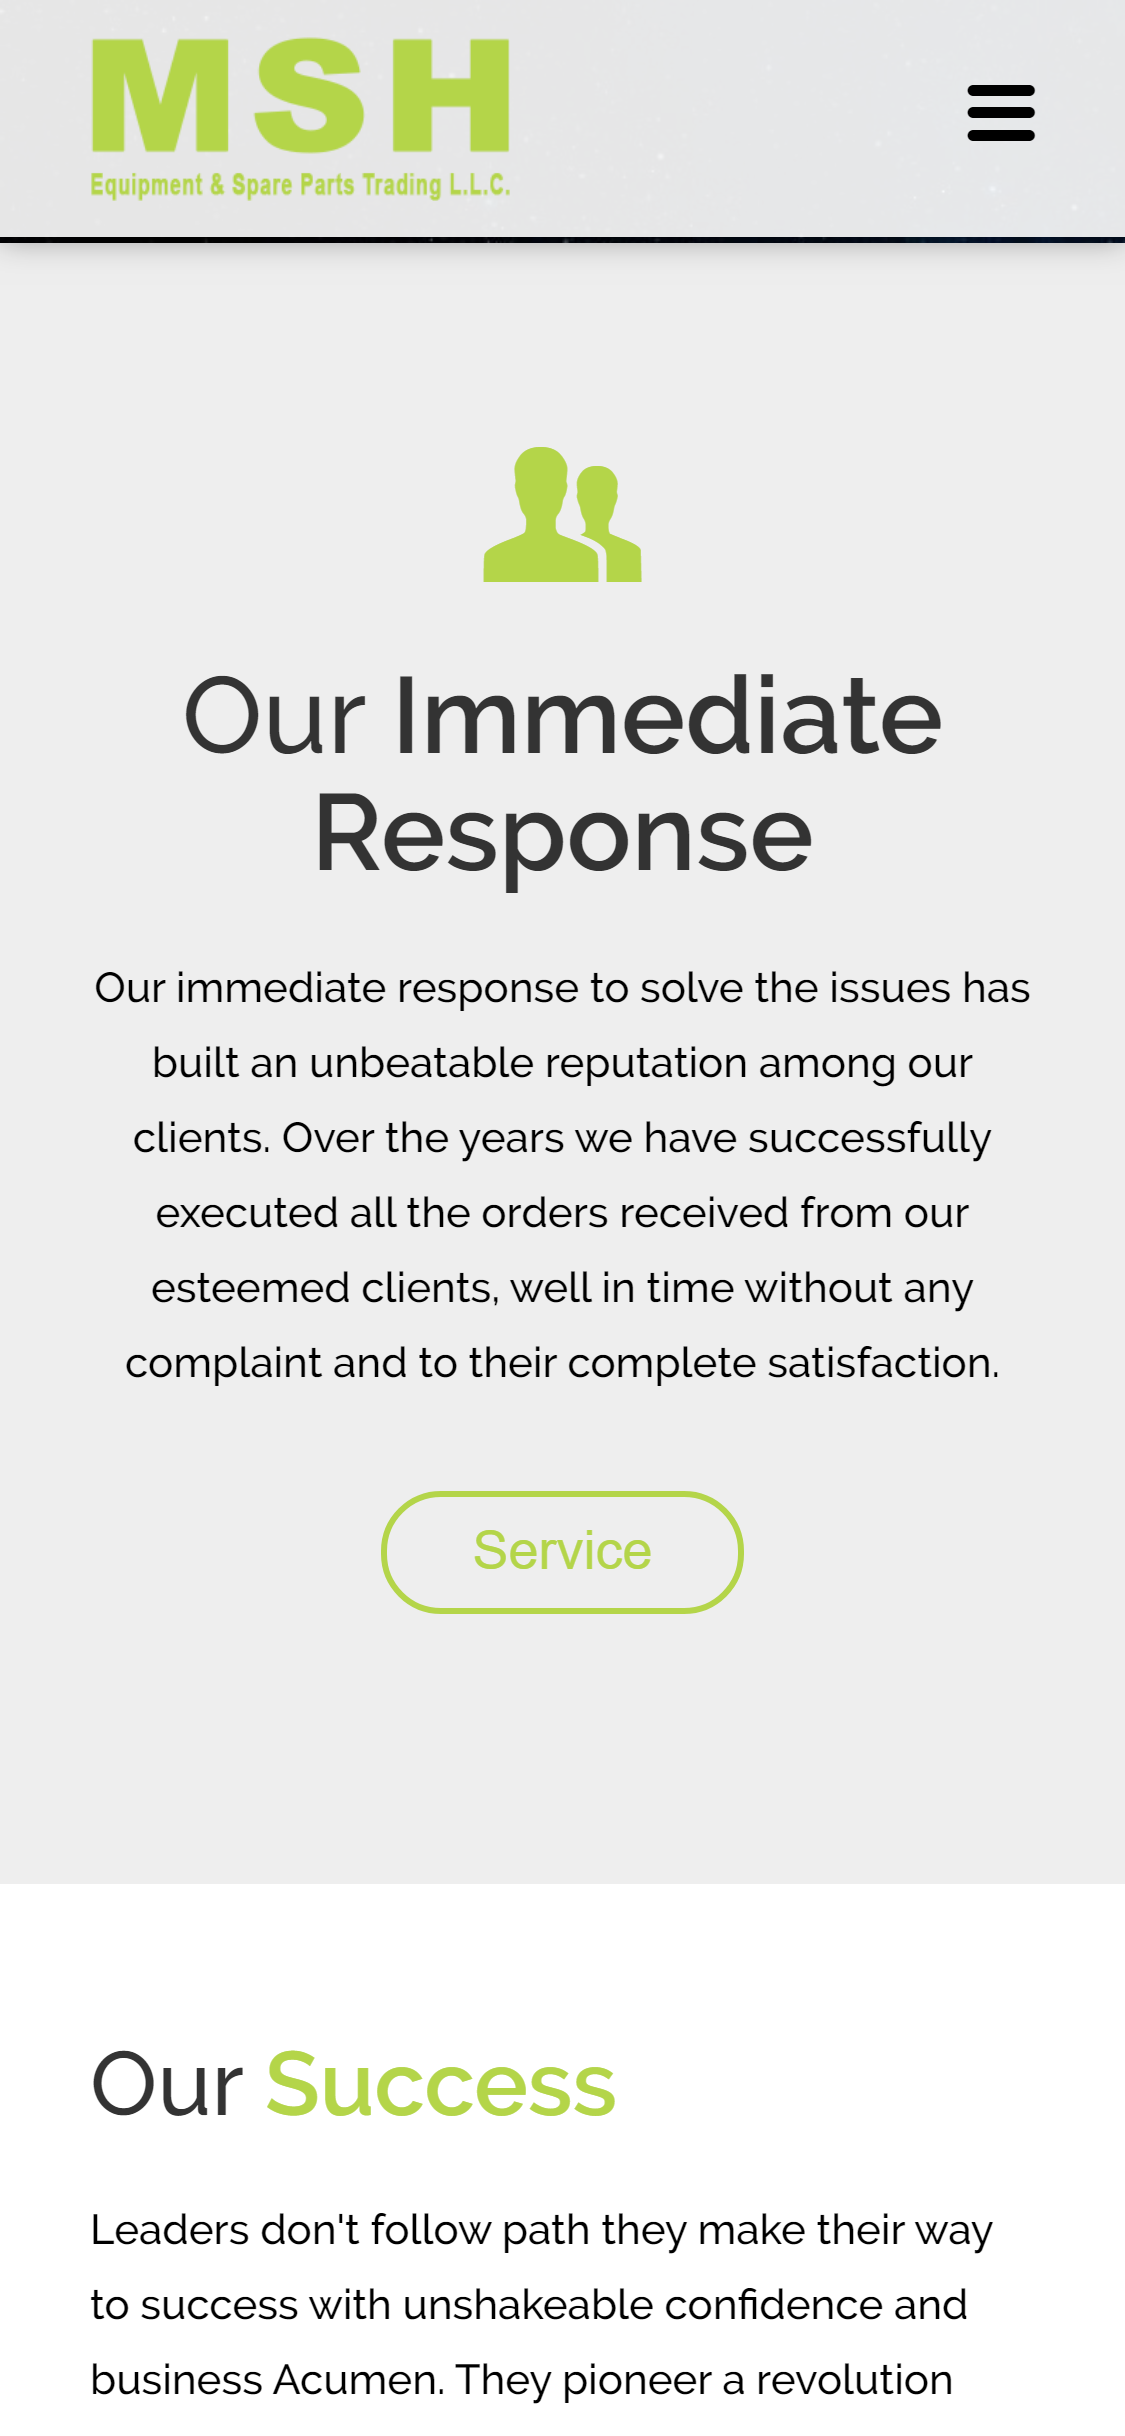 MSH
Equipment & Spare Parts Trading L.L.C.
Our Immediate
Response
Our immediate response to solve the issues has
built an unbeatable reputation among our
clients. Over the years we have successfully
executed all the orders received from our
esteemed clients, well in time without any
complaint and to their complete satisfaction.
Service
Our Success
Leaders don't follow path they make their way
to success with unshakeable confidence and
business Acumen. They pioneer a revolution